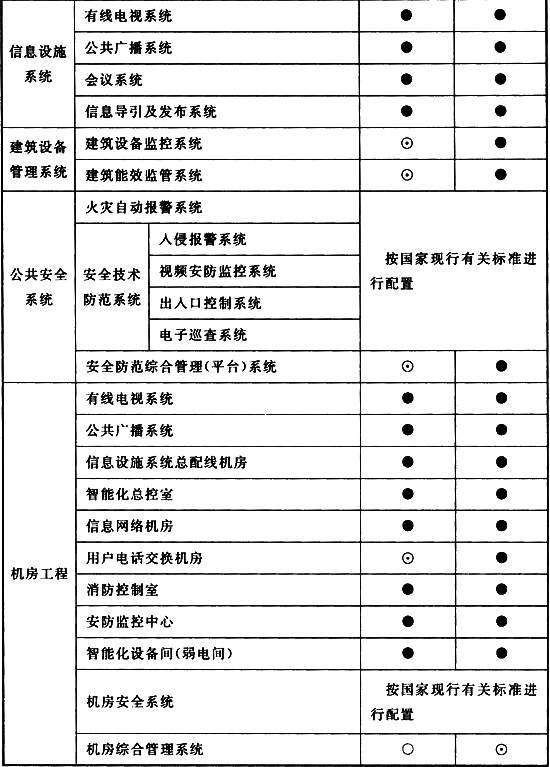 信息设施系统
有线电视系统 ● ●
公共广播系统 ● ●
会议系统 ● ●
信息导引及发布系统 ● ●
建筑设备管理系统
建筑设备监控系统 ⊙ ●
建筑能效监管系统 ⊙ ●
公共安全系统
火灾自动报警系统
安全技术防范系统
入侵报警系统
视频安防监控系统
出入口控制系统
电子巡查系统
按国家现行有关标准进行配置
安全防范综合管理(平台)系统 ⊙ ●
机房工程
有线电视系统 ● ●
公共广播系统 ● ●
信息设施系统总配线机房 ● ●
智能化总控室 ● ●
信息网络机房 ● ●
用户电话交换机房 ⊙ ●
消防控制室 ● ●
安防监控中心 ● ●
智能化设备间(弱电间) ● ●
机房安全系统 按国家现行有关标准进行配置
机房综合管理系统 ○ ⊙